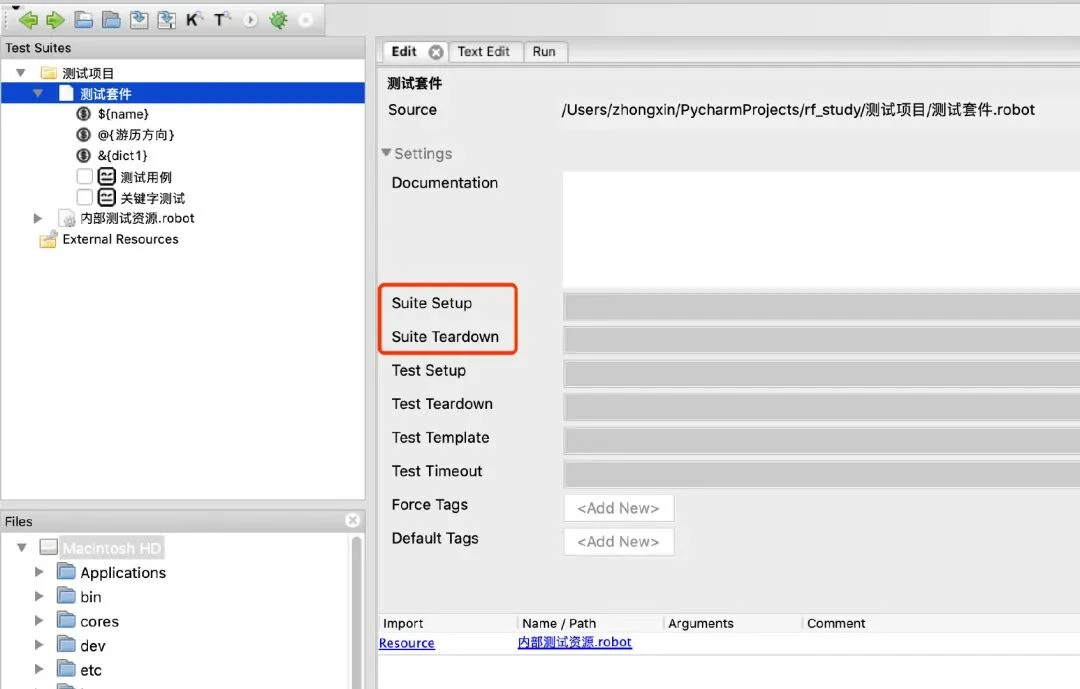 K T
Test Suites
测试项目
测试套件
${name}
@{游历方向}
&{dict1}
测试用例
关键字测试
内部测试资源.robot
External Resources
Files
Macintosh HD
Applications
bin
cores
dev
etc
Edit Text Edit Run
测试套件
Source /Users/zhongxin/PycharmProjects/rf_study/测试项目/测试套件.robot
Settings
Documentation
Suite Setup
Suite Teardown
Test Setup
Test Teardown
Test Template
Test Timeout
Force Tags <Add New>
Default Tags <Add New>
Import Name / Path Arguments Comment
Resource 内部测试资源.robot